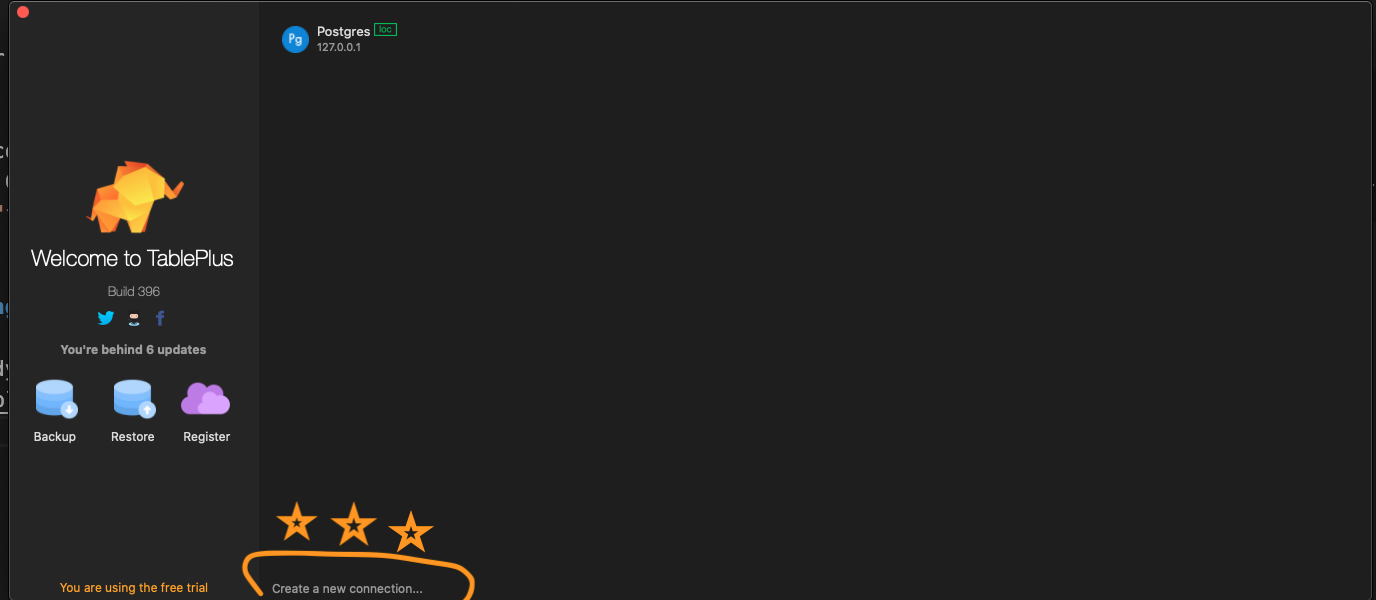 Pg
Postgres loc
127.0.0.1
Welcome to TablePlus
Build 396
You're behind 6 updates
Backup Restore Register
You are using the free trial
Create a new connection...